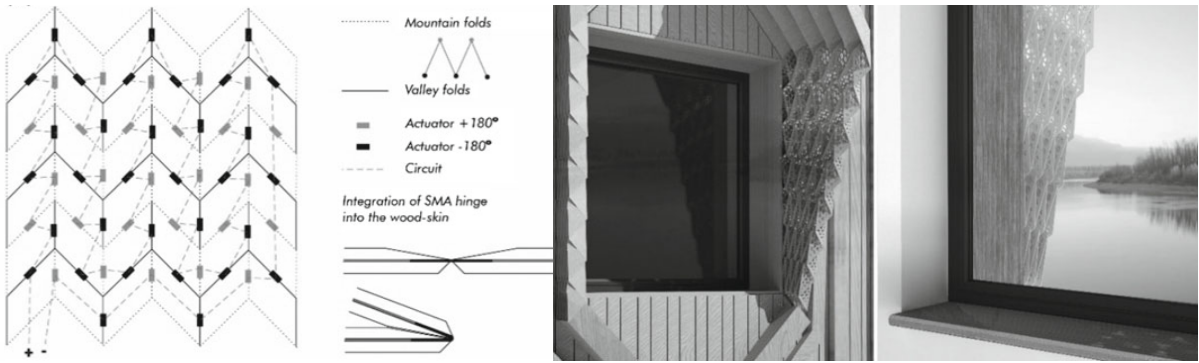 Mountain folds
Valley folds
Actuator +180°
Actuator -180°
Circuit
Integration of SMA hinge
into the wood-skin
+ -